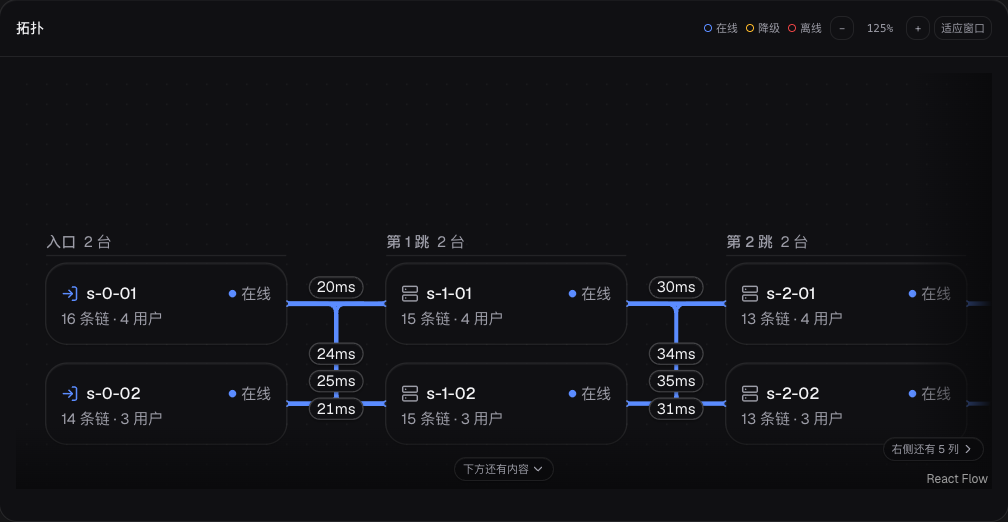 拓扑
在线 降级 离线 − 125% + 适应窗口
入口 2 台
第 1 跳 2 台
第 2 跳 2 台
s-0-01 在线
16 条链 · 4 用户
20ms
s-1-01 在线
15 条链 · 4 用户
30ms
s-2-01 在线
13 条链 · 4 用户
24ms
25ms
21ms
34ms
35ms
31ms
s-0-02 在线
14 条链 · 3 用户
s-1-02 在线
15 条链 · 3 用户
s-2-02 在线
13 条链 · 3 用户
右侧还有 5 列
下方还有内容
React Flow